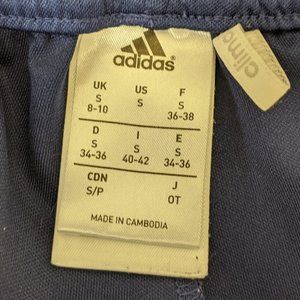 adidas
UK US F
S S S
8-10 36-38
D I E
S S S
34-36 40-42 34-36
CDN J
S/P OT
MADE IN CAMBODIA
clima